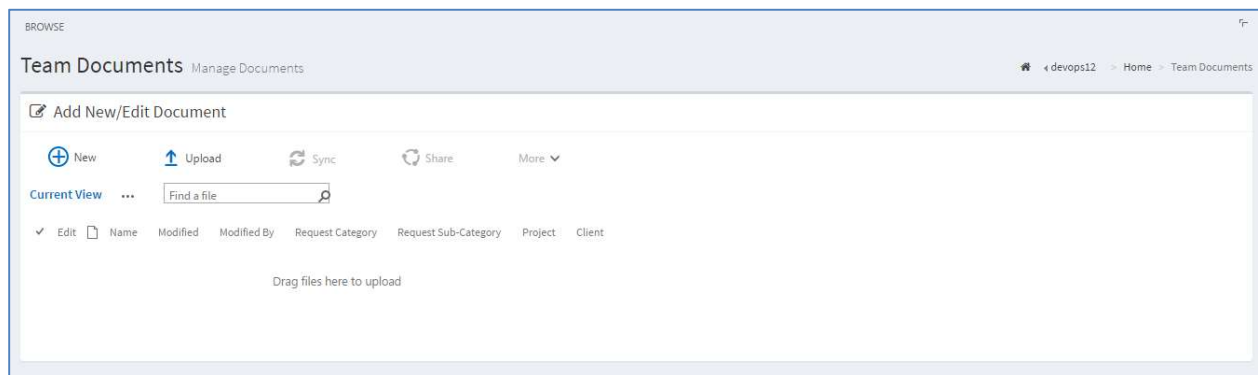 BROWSE
Team Documents Manage Documents
devops12 > Home > Team Documents
Add New/Edit Document
New Upload Sync Share More
Current View ... Find a file
Edit Name Modified Modified By Request Category Request Sub-Category Project Client
Drag files here to upload